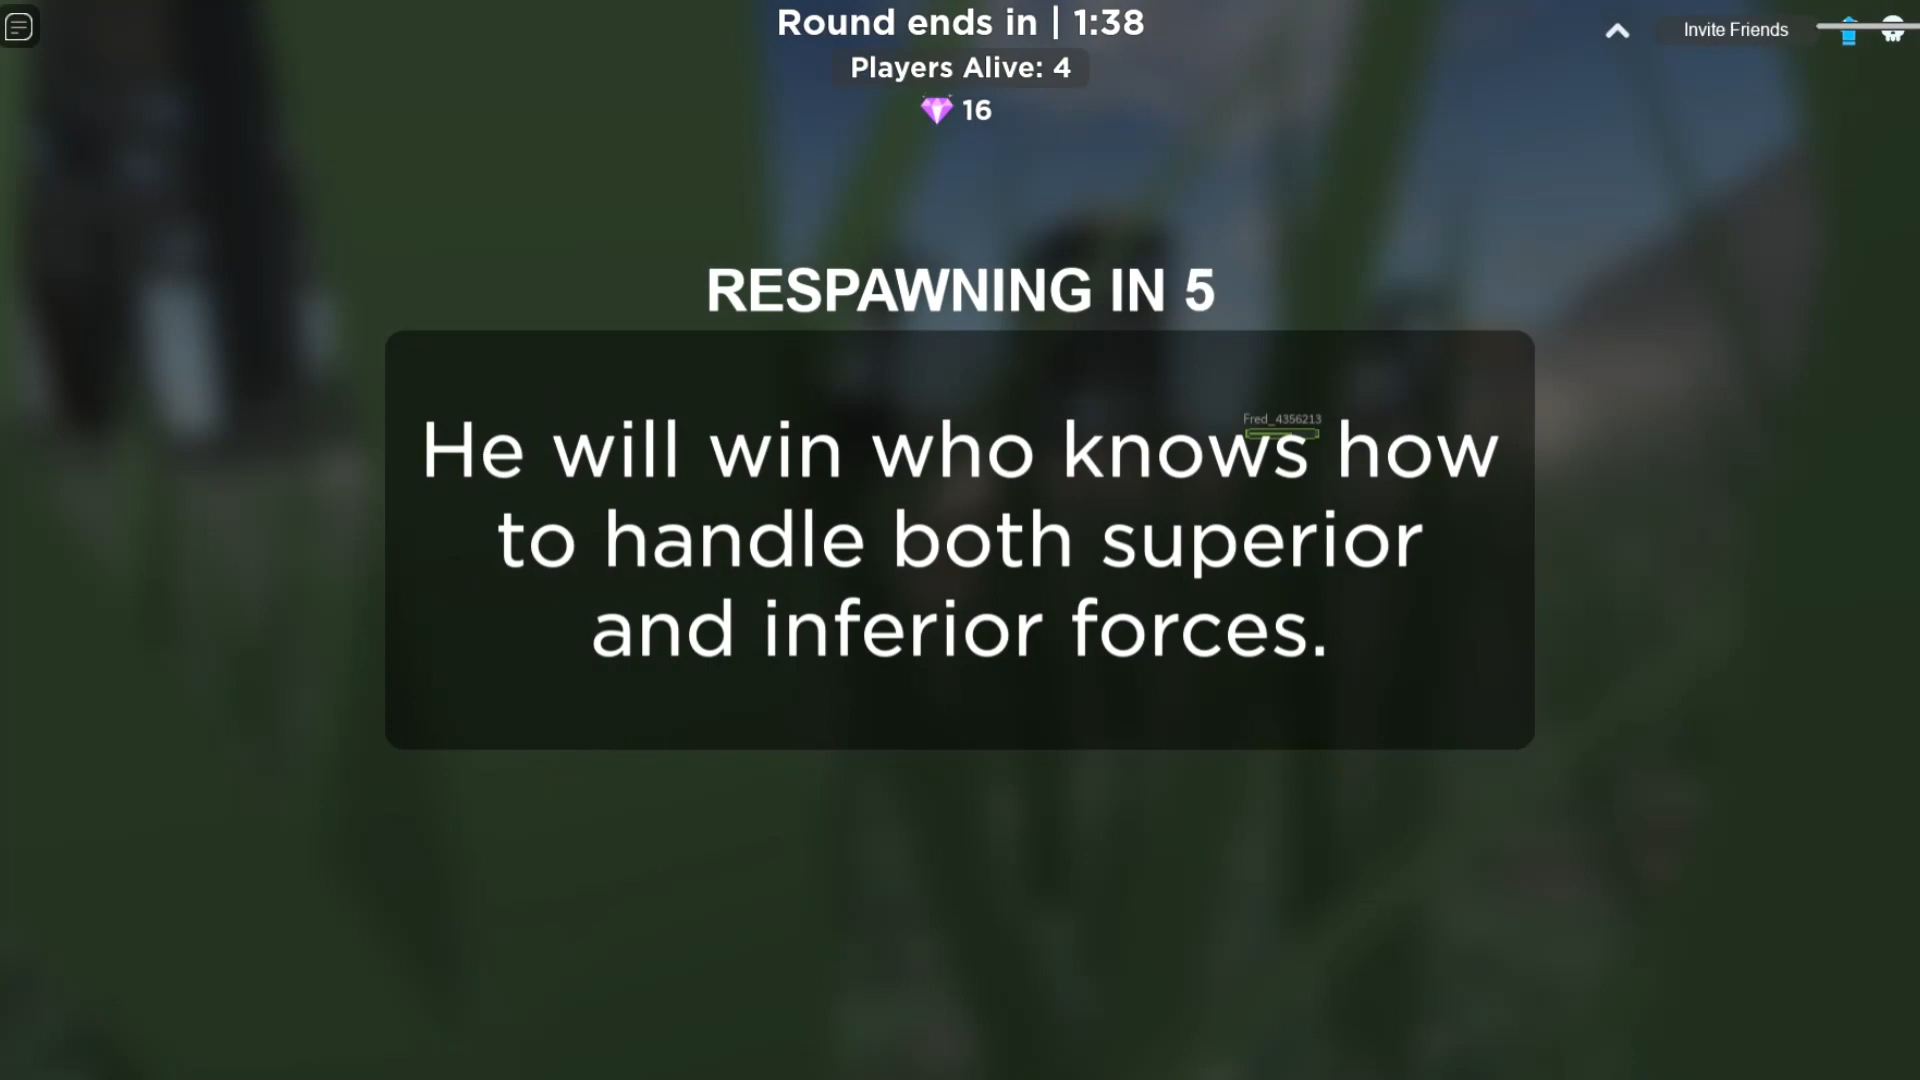 Round ends in | 1:38
Players Alive: 4
16
Invite Friends
RESPAWNING IN 5
Fred_4356213
He will win who knows how
to handle both superior
and inferior forces.